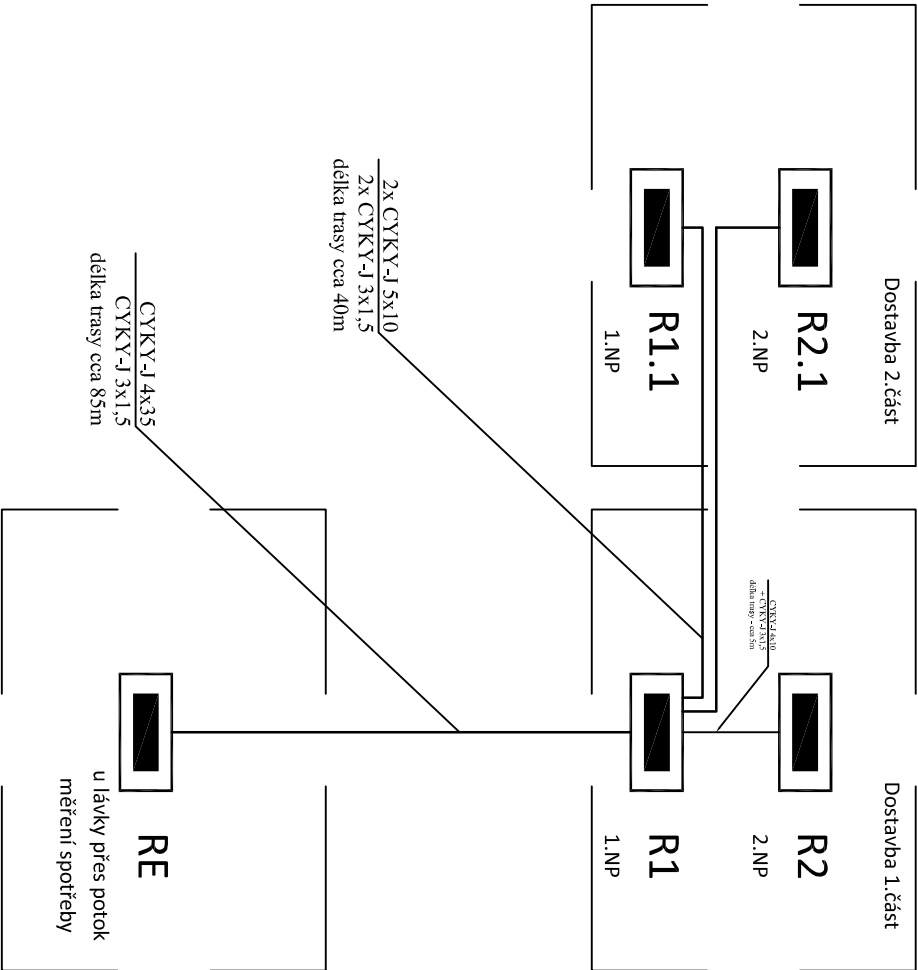 Dostavba 2.část
R2.1
2.NP
R1.1
1.NP
2x CYKY-J 5x10
2x CYKY-J 3x1,5
délka trasy cca 40m
CYKY-J 4x35
CYKY-J 3x1,5
délka trasy cca 85m
Dostavba 1.část
R2
2.NP
CYKY-J 4x10
+ CYKY-J 3x1,5
délka trasy - cca 5m
R1
1.NP
RE
u lávky přes potok
měření spotřeby